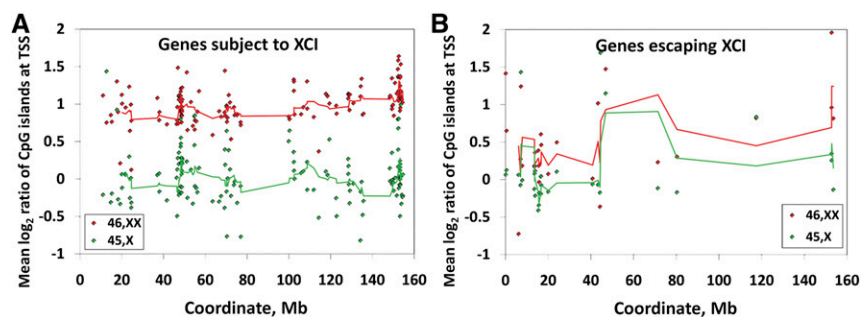 A
Genes subject to XCI
Mean log2 ratio of CpG islands at TSS
2
1.5
1
0.5
0
-0.5
-1
46,XX
45,X
0 20 40 60 80 100 120 140 160
Coordinate, Mb
B
Genes escaping XCI
Mean log2 ratio of CpG islands at TSS
2
1.5
1
0.5
0
-0.5
-1
46,XX
45,X
0 20 40 60 80 100 120 140 160
Coordinate, Mb